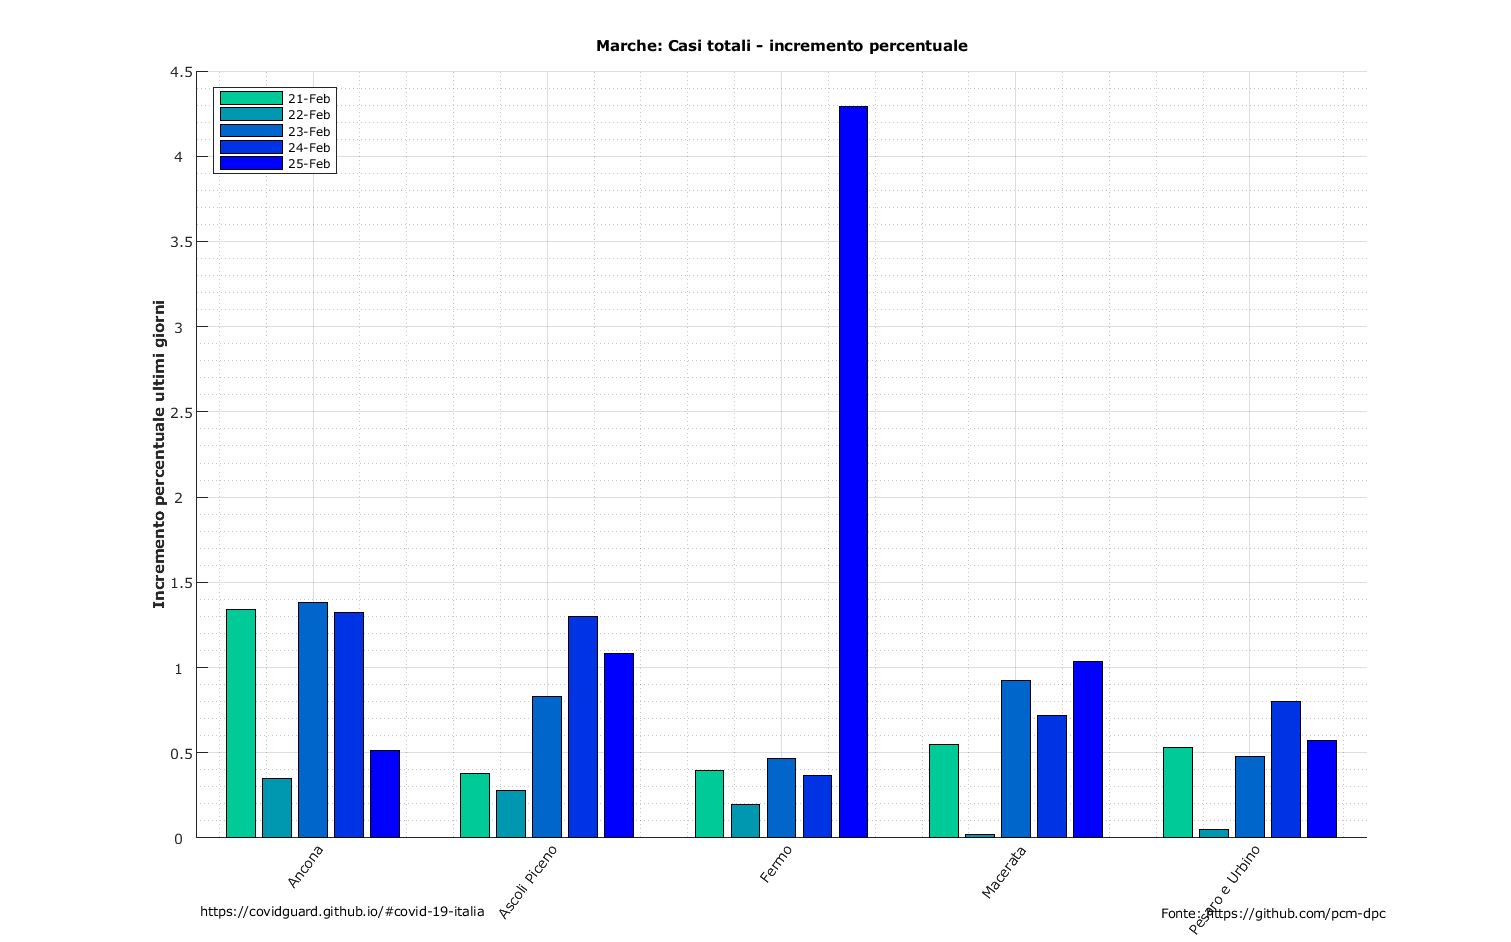 Marche: Casi totali - incremento percentuale
Incremento percentuale ultimi giorni
4.5
4
3.5
3
2.5
2
1.5
1
0.5
0
21-Feb
22-Feb
23-Feb
24-Feb
25-Feb
Ancona
Ascoli Piceno
Fermo
Macerata
Pesaro e Urbino
https://covidguard.github.io/#covid-19-italia
Fonte: https://github.com/pcm-dpc